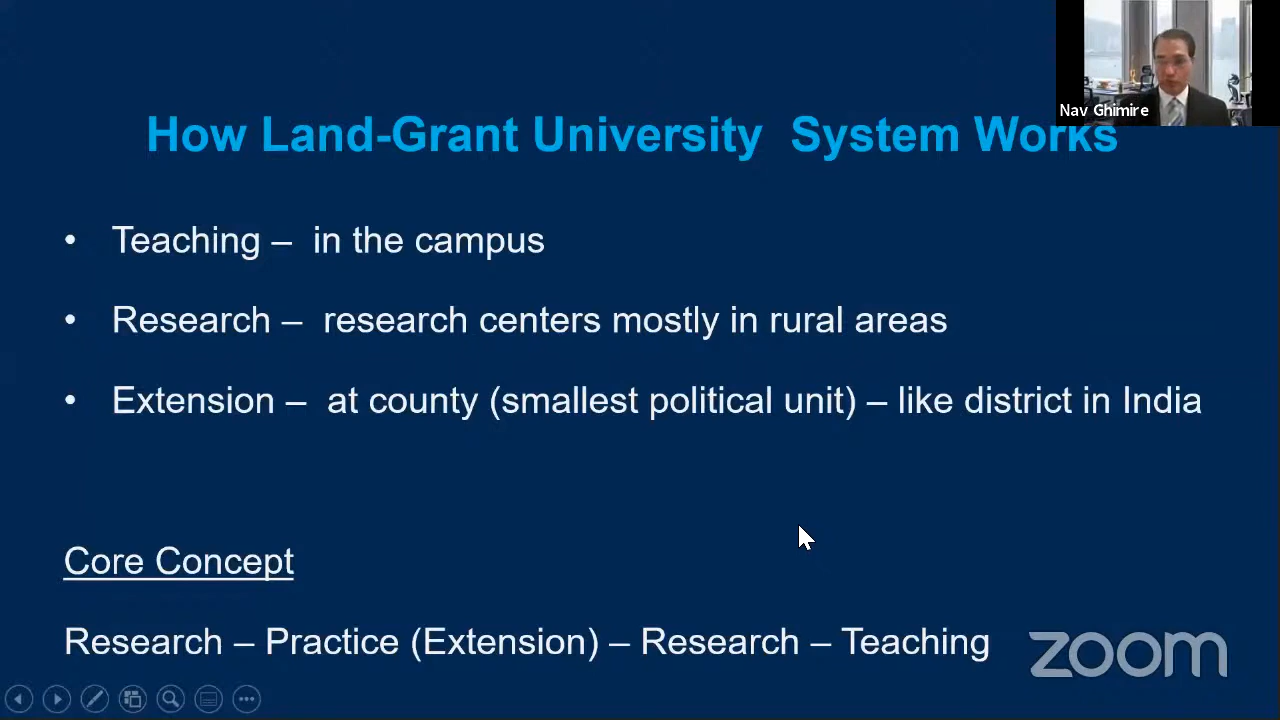 Nav Ghimire
How Land-Grant University System Works
• Teaching – in the campus
• Research – research centers mostly in rural areas
• Extension – at county (smallest political unit) – like district in India
Core Concept
Research – Practice (Extension) – Research – Teaching
zoom